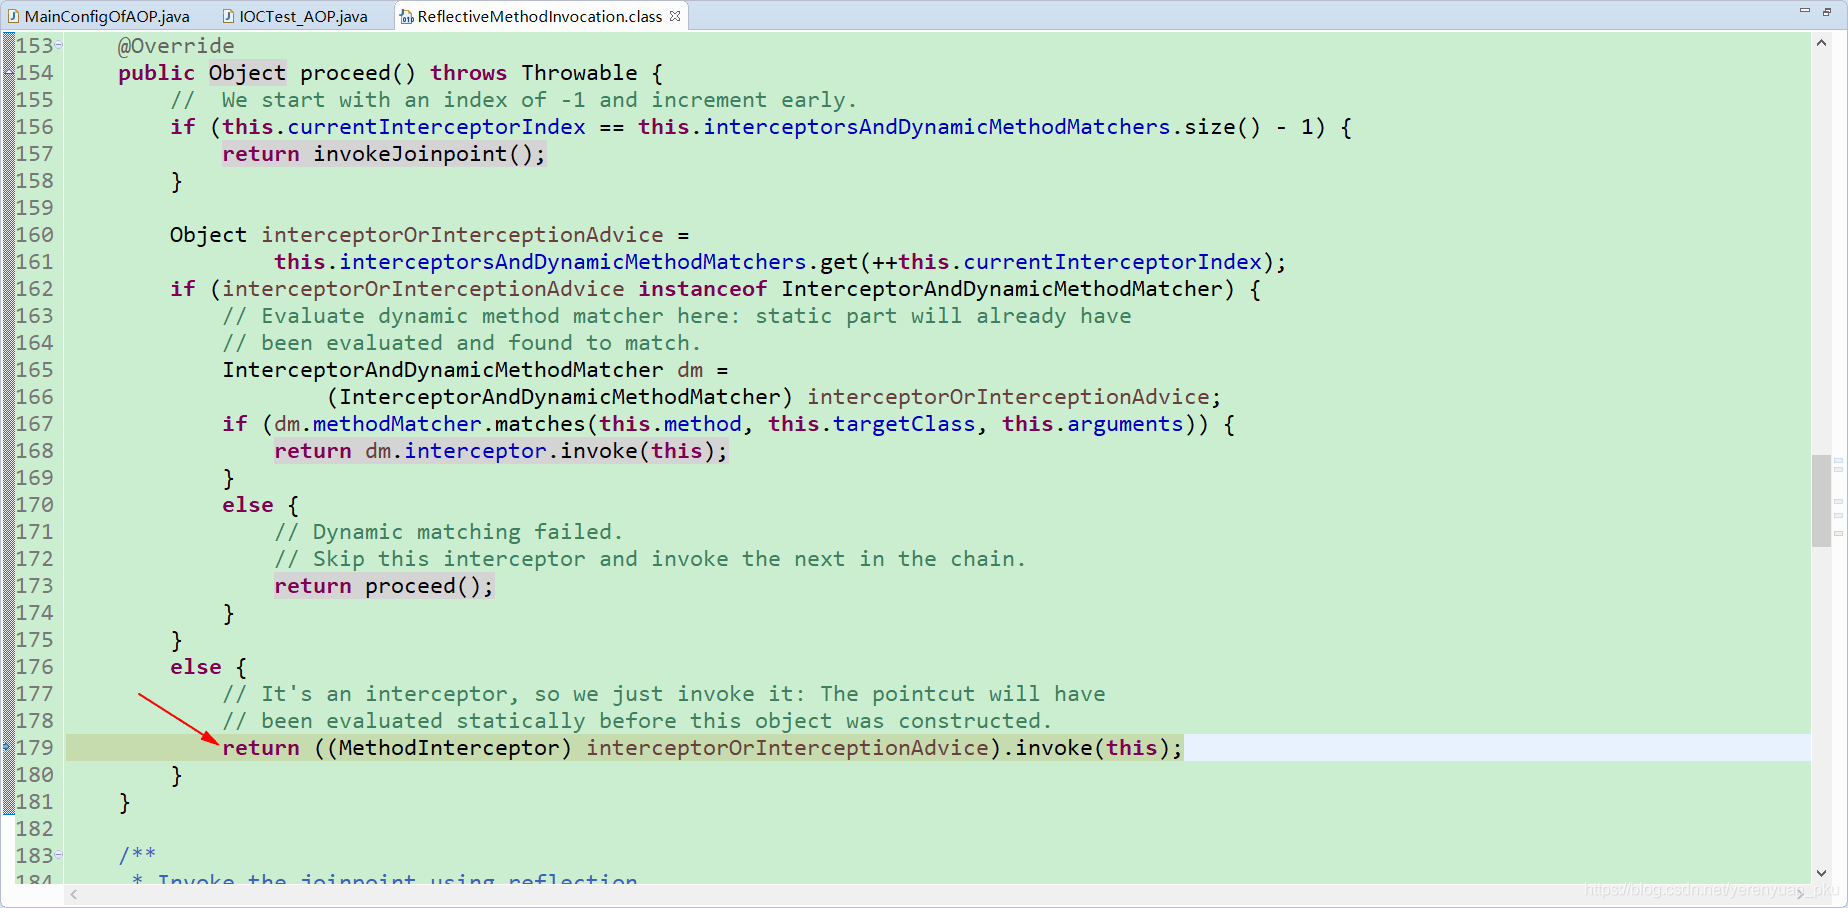 MainConfigOfAOP.java IOCTest_AOP.java ReflectiveMethodInvocation.class
153 @Override
154 public Object proceed() throws Throwable {
155 //  We start with an index of -1 and increment early.
156 if (this.currentInterceptorIndex == this.interceptorsAndDynamicMethodMatchers.size() - 1) {
157 return invokeJoinpoint();
158 }
159
160 Object interceptorOrInterceptionAdvice =
161 this.interceptorsAndDynamicMethodMatchers.get(++this.currentInterceptorIndex);
162 if (interceptorOrInterceptionAdvice instanceof InterceptorAndDynamicMethodMatcher) {
163 // Evaluate dynamic method matcher here: static part will already have
164 // been evaluated and found to match.
165 InterceptorAndDynamicMethodMatcher dm =
166 (InterceptorAndDynamicMethodMatcher) interceptorOrInterceptionAdvice;
167 if (dm.methodMatcher.matches(this.method, this.targetClass, this.arguments)) {
168 return dm.interceptor.invoke(this);
169 }
170 else {
171 // Dynamic matching failed.
172 // Skip this interceptor and invoke the next in the chain.
173 return proceed();
174 }
175 }
176 else {
177 // It's an interceptor, so we just invoke it: The pointcut will have
178 // been evaluated statically before this object was constructed.
179 return ((MethodInterceptor) interceptorOrInterceptionAdvice).invoke(this);
180 }
181 }
182
183 /**
184 * Invoke the joinpoint using reflection
https://blog.csdn.net/yerenyuan_pku